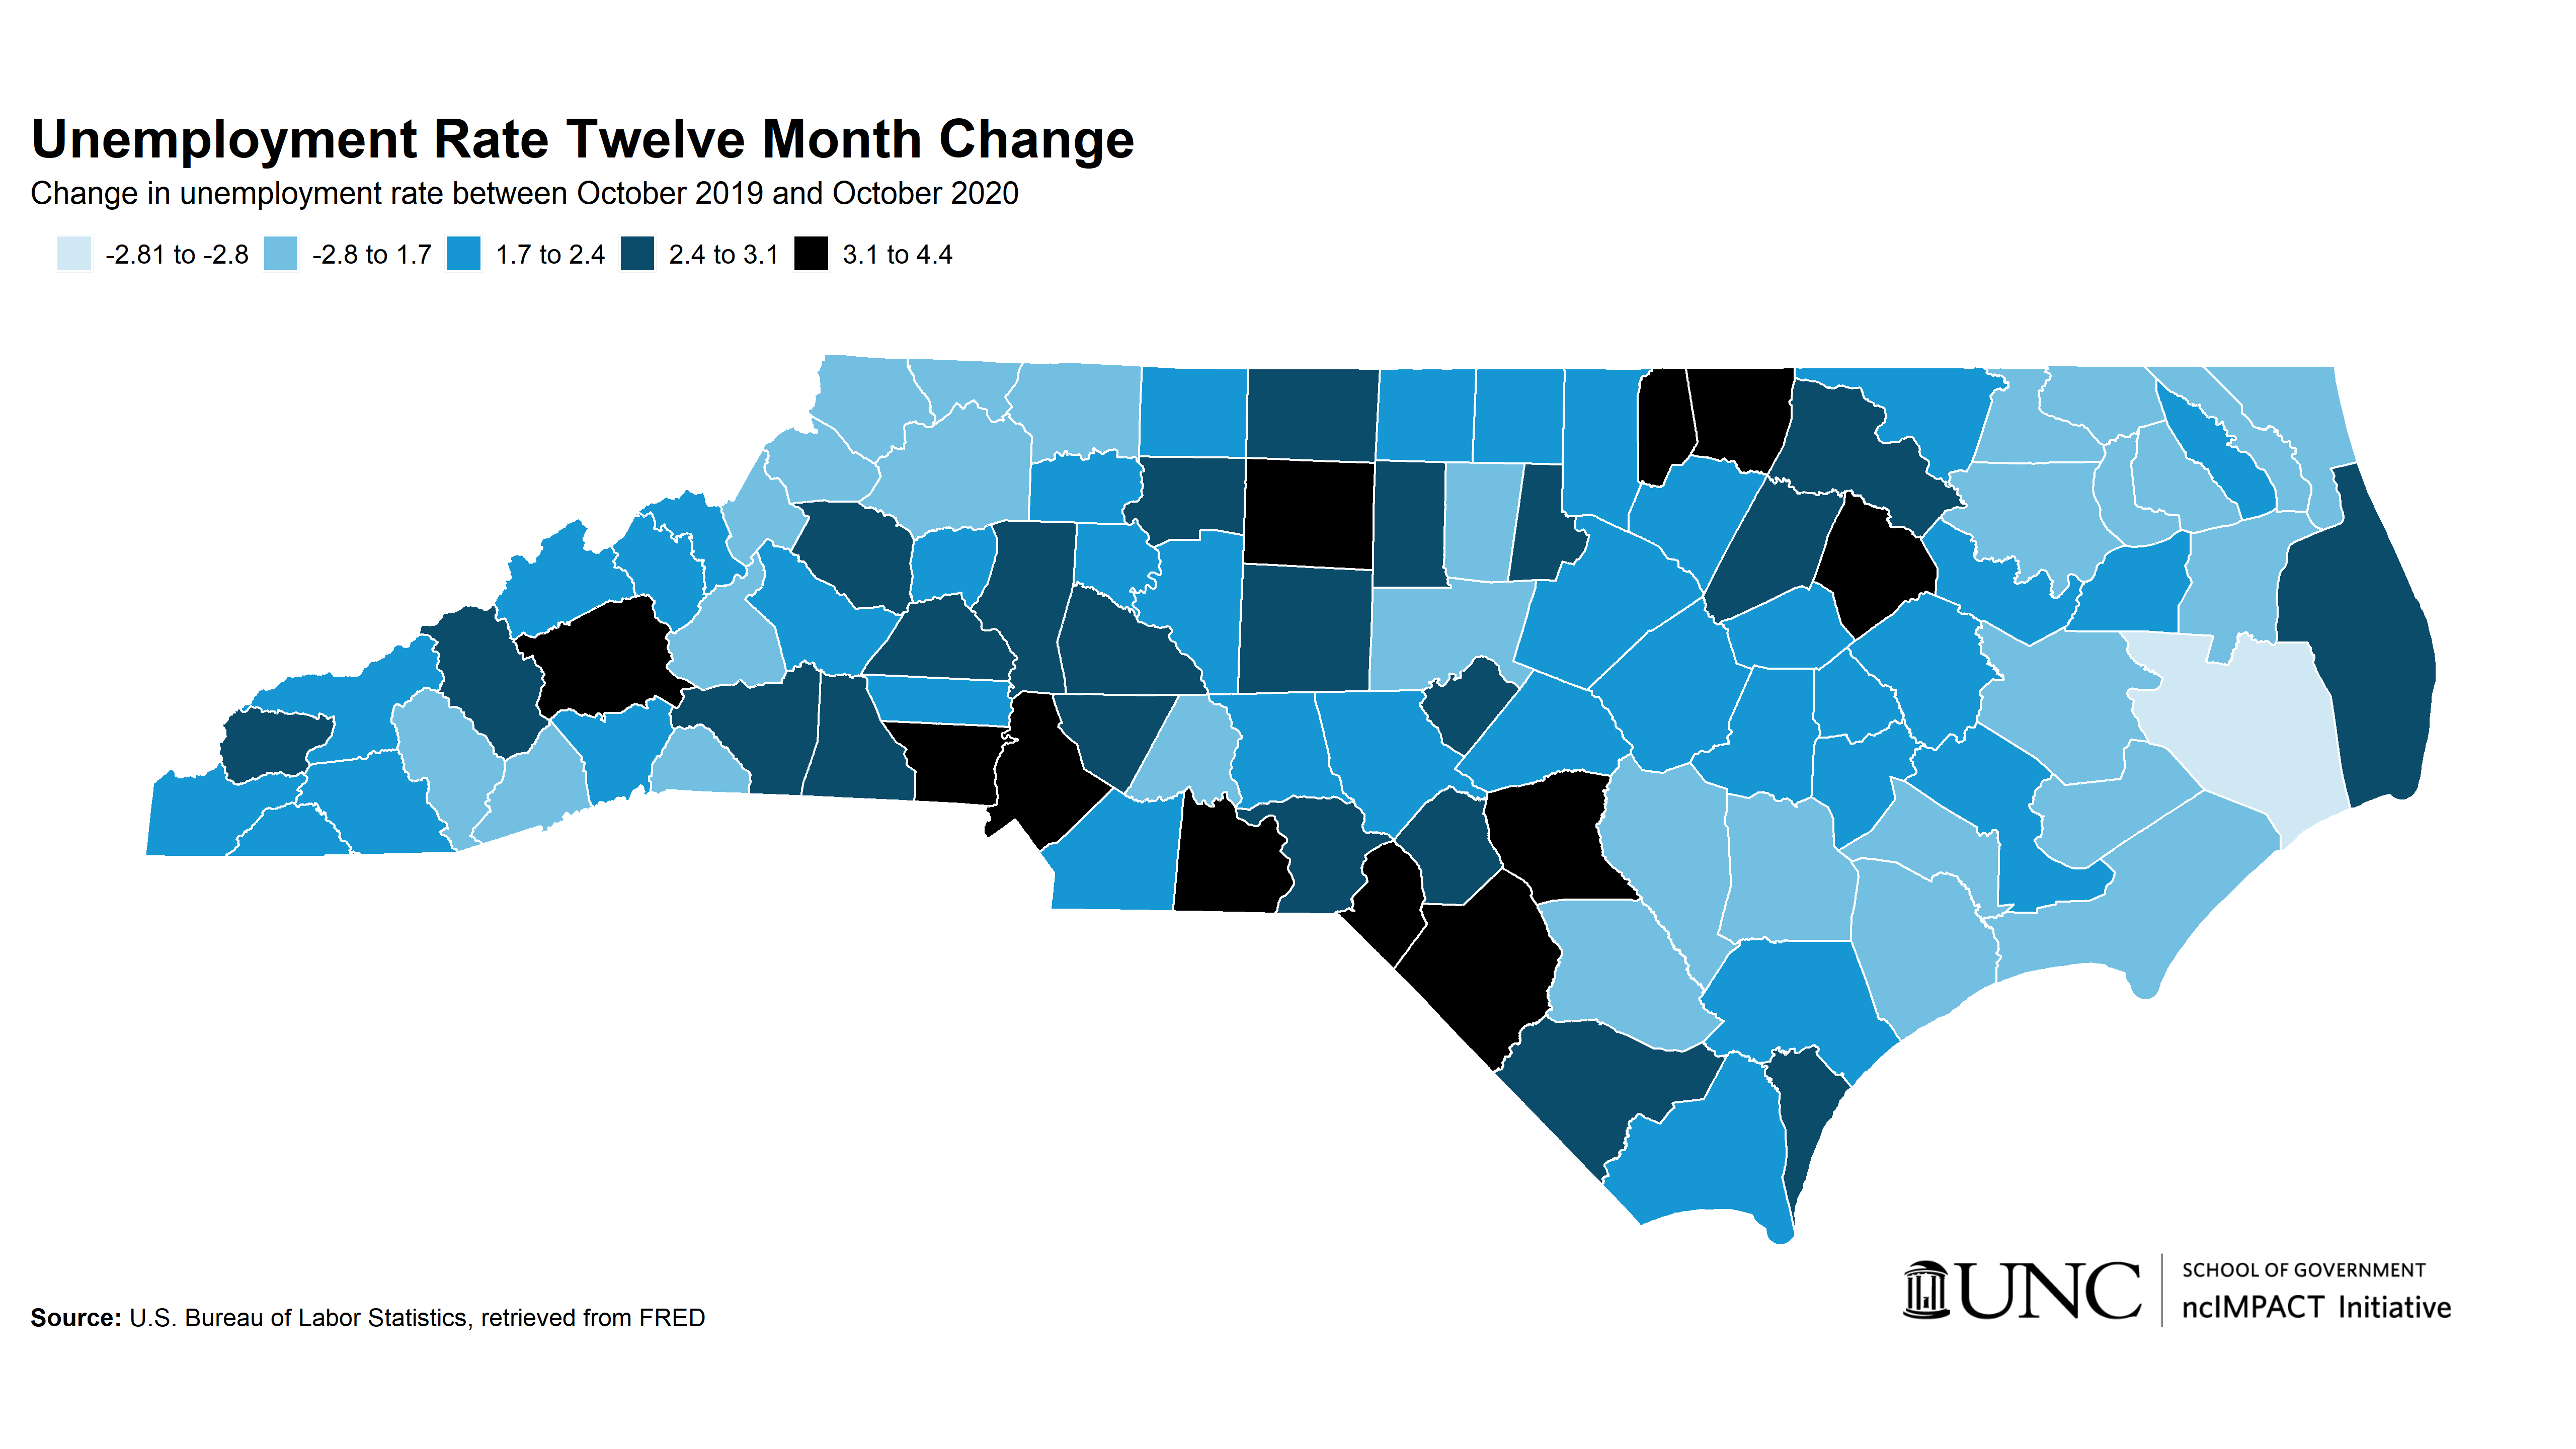 Unemployment Rate Twelve Month Change
Change in unemployment rate between October 2019 and October 2020
-2.81 to -2.8 -2.8 to 1.7 1.7 to 2.4 2.4 to 3.1 3.1 to 4.4
Source: U.S. Bureau of Labor Statistics, retrieved from FRED
UNC
SCHOOL OF GOVERNMENT
ncIMPACT Initiative